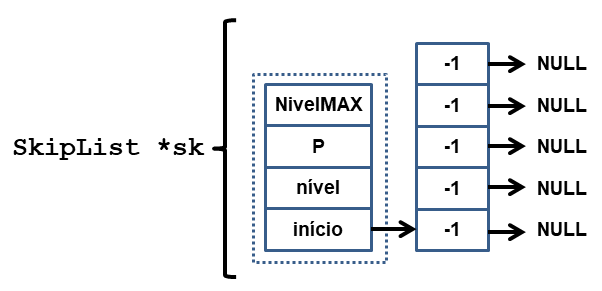 SkipList *sk
NivelMAX
P
nível
início
-1 NULL
-1 NULL
-1 NULL
-1 NULL
-1 NULL